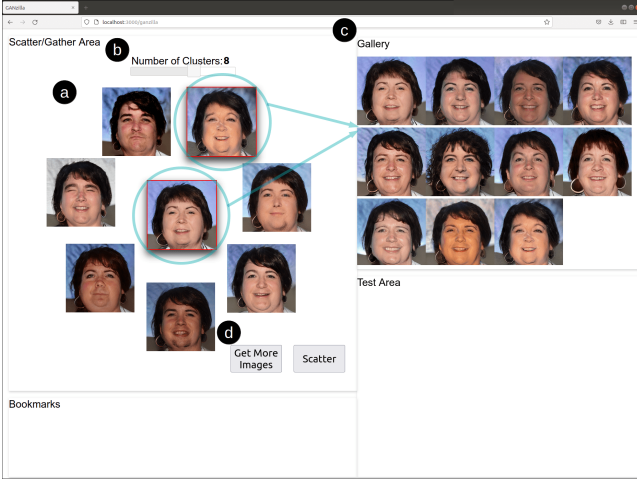 GANzilla
localhost:3000/ganzilla
c
Scatter/Gather Area
b
Number of Clusters:8
Gallery
a
Test Area
d
Get More
Images
Scatter
Bookmarks